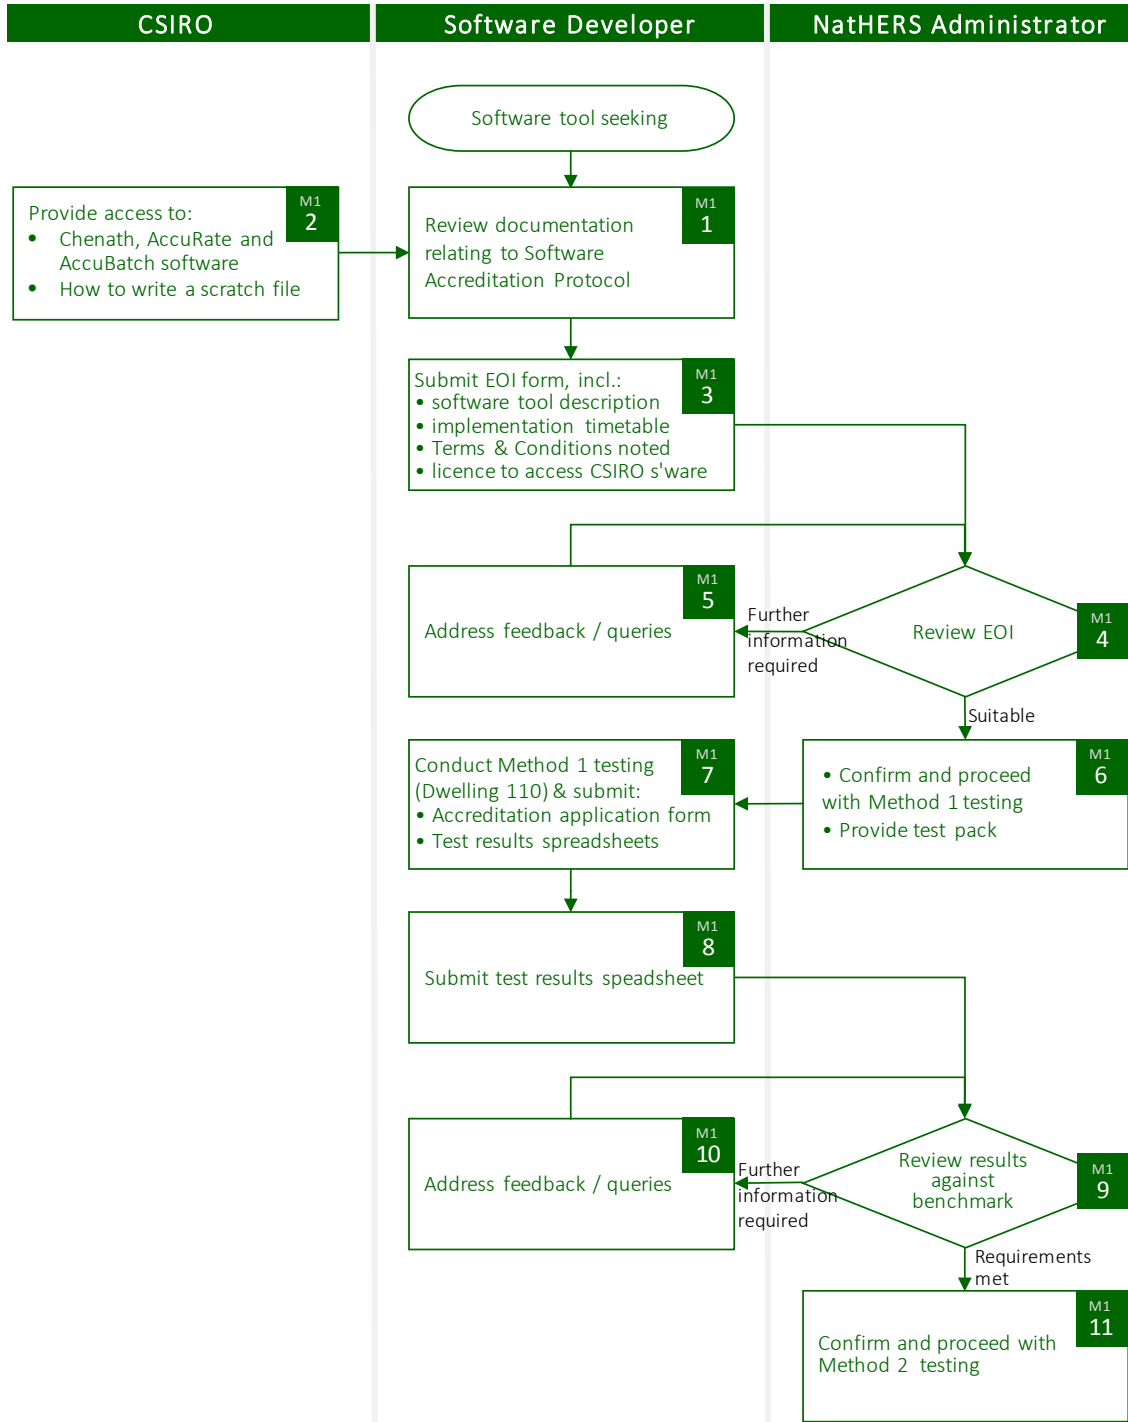 CSIRO
Software Developer
NatHERS Administrator
Software tool seeking
M1
2
Provide access to:
• Chenath, AccuRate and
AccuBatch software
• How to write a scratch file
M1
1
Review documentation
relating to Software
Accreditation Protocol
M1
3
Submit EOI form, incl.:
• software tool description
• implementation timetable
• Terms & Conditions noted
• licence to access CSIRO s'ware
M1
5
Address feedback / queries
Further
information
required
Review EOI
M1
4
Suitable
M1
6
• Confirm and proceed
with Method 1 testing
• Provide test pack
M1
7
Conduct Method 1 testing
(Dwelling 110) & submit:
• Accreditation application form
• Test results spreadsheets
M1
8
Submit test results speadsheet
M1
10
Address feedback / queries
Further
information
required
Review results
against
benchmark
M1
9
Requirements
met
M1
11
Confirm and proceed with
Method 2 testing